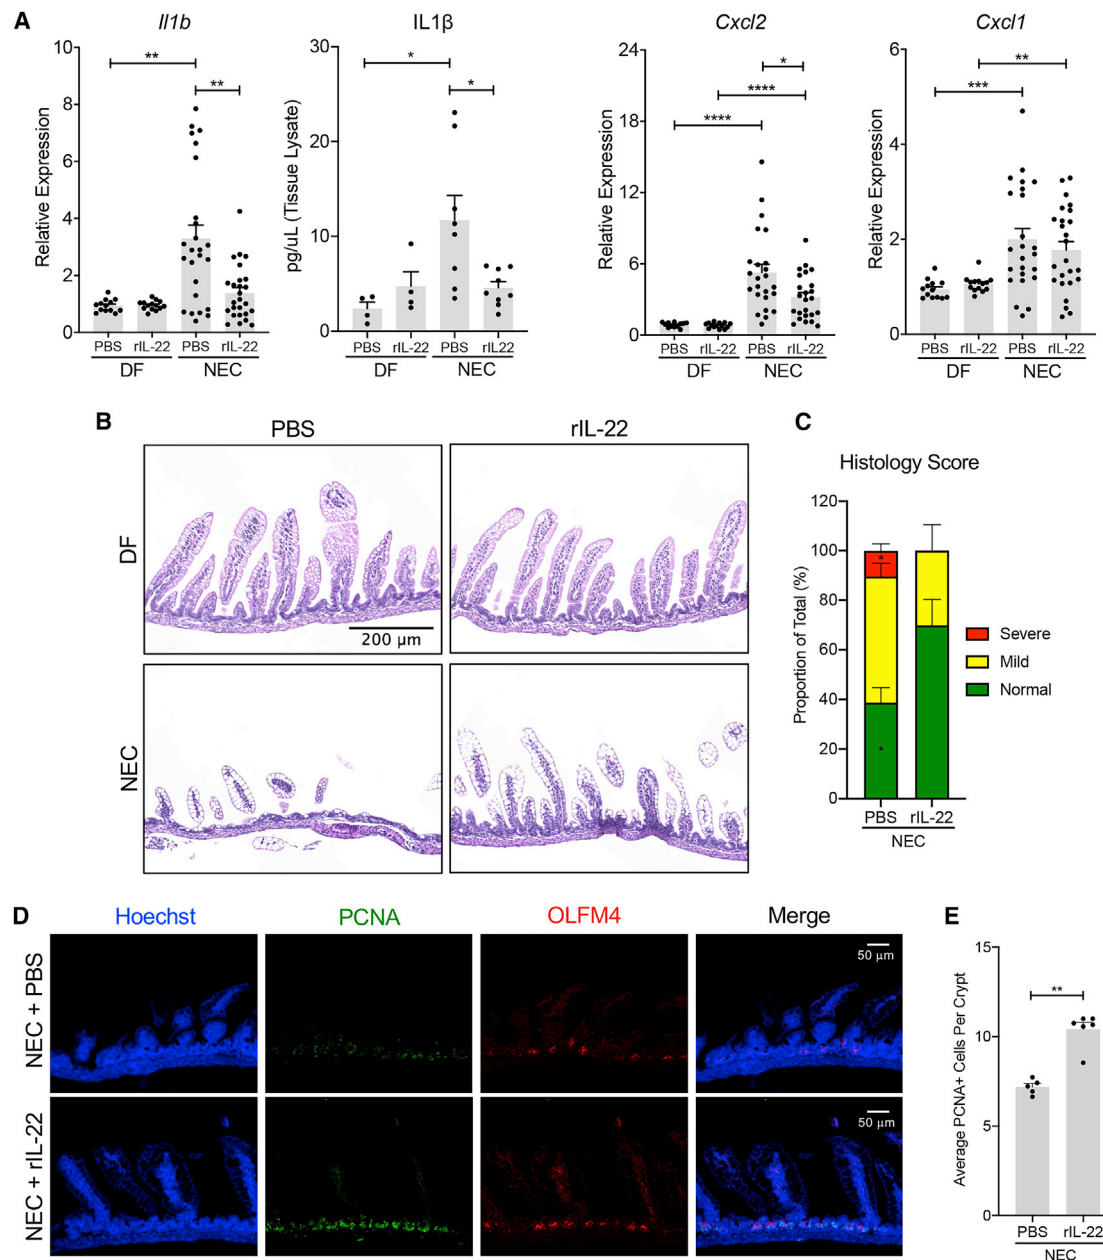 A
Il1b
IL1β
Cxcl2
Cxcl1
Relative Expression
10
8
6
4
2
0
**
**
PBS rIL-22 PBS rIL-22
DF NEC
pg/uL (Tissue Lysate)
30
20
10
0
*
*
PBS rIL-22 PBS rIL22
DF NEC
Relative Expression
24
18
12
6
0
*
****
****
PBS rIL-22 PBS rIL-22
DF NEC
Relative Expression
6
4
2
0
**
***
PBS rIL-22 PBS rIL-22
DF NEC
B
PBS rIL-22
DF
200 μm
NEC
C
Histology Score
Proportion of Total (%)
120
100
80
60
40
20
0
*
*
PBS rIL-22
NEC
Severe
Mild
Normal
D
Hoechst PCNA OLFM4 Merge
NEC + PBS
50 μm
NEC + rIL-22
50 μm
E
Average PCNA+ Cells Per Crypt
15
10
5
0
**
PBS rIL-22
NEC